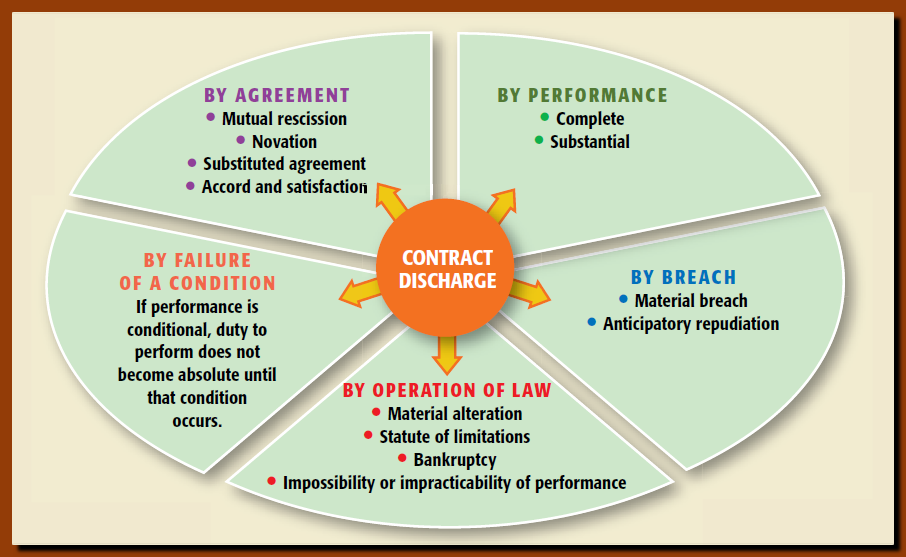 BY AGREEMENT
• Mutual rescission
• Novation
• Substituted agreement
• Accord and satisfaction
BY PERFORMANCE
• Complete
• Substantial
CONTRACT
DISCHARGE
BY FAILURE
OF A CONDITION
If performance is
conditional, duty to
perform does not
become absolute until
that condition
occurs.
BY BREACH
• Material breach
• Anticipatory repudiation
BY OPERATION OF LAW
• Material alteration
• Statute of limitations
• Bankruptcy
• Impossibility or impracticability of performance